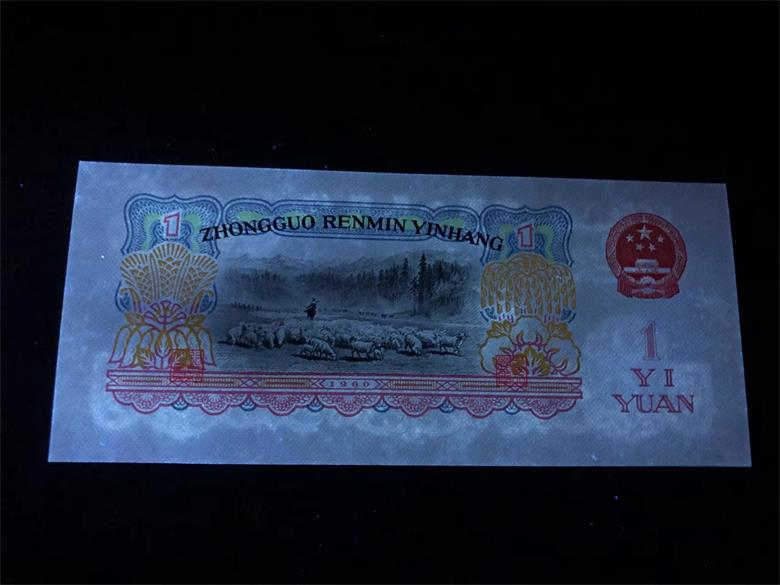 1
ZHONGGUO RENMIN YINHANG
1
1960
1
YI
YUAN